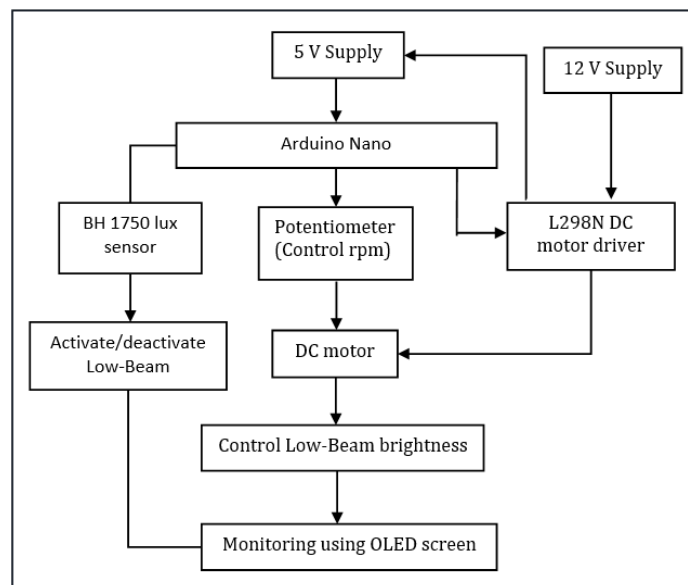 5 V Supply
12 V Supply
Arduino Nano
BH 1750 lux
sensor
Potentiometer
(Control rpm)
L298N DC
motor driver
Activate/deactivate
Low-Beam
DC motor
Control Low-Beam brightness
Monitoring using OLED screen